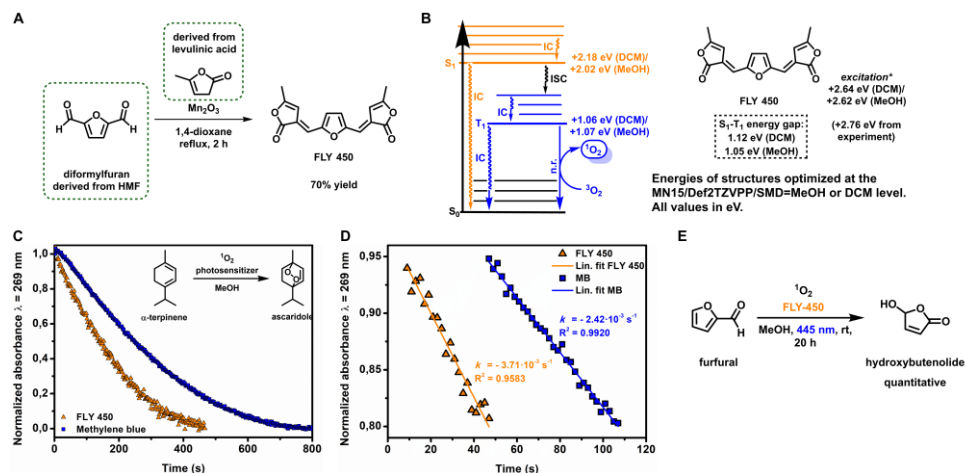 A
derived from
levulinic acid
O
O
Mn₂O₃
1,4-dioxane
reflux, 2 h
O
H
O
O
H
diformylfuran
derived from HMF
O
O
O
O
O
FLY 450
70% yield
B
S₁
IC
+2.18 eV (DCM)/
+2.02 eV (MeOH)
ISC
IC
IC
T₁
+1.06 eV (DCM)/
+1.07 eV (MeOH)
IC
n.r.
¹O₂
³O₂
S₀
O
O
O
O
O
FLY 450
excitation*
+2.64 eV (DCM)/
+2.62 eV (MeOH)
(+2.76 eV from
experiment)
S₁-T₁ energy gap:
1.12 eV (DCM)
1.05 eV (MeOH)
Energies of structures optimized at the
MN15/Def2TZVPP/SMD=MeOH or DCM level.
All values in eV.
C
Normalized absorbance λ = 269 nm
1,0
0,8
0,6
0,4
0,2
0,0
0
200
400
600
800
Time (s)
¹O₂
photosensitizer
MeOH
α-terpinene
O
O
ascaridole
FLY 450
Methylene blue
D
Normalized absorbance λ = 269 nm
0,95
0,90
0,85
0,80
0
20
40
60
80
100
120
Time (s)
FLY 450
Lin. fit FLY 450
MB
Lin. fit MB
k = - 2.42·10⁻³ s⁻¹
R² = 0.9920
k = - 3.71·10⁻³ s⁻¹
R² = 0.9583
E
O
O
H
furfural
¹O₂
FLY-450
MeOH, 445 nm, rt,
20 h
HO
O
O
hydroxybutenolide
quantitative